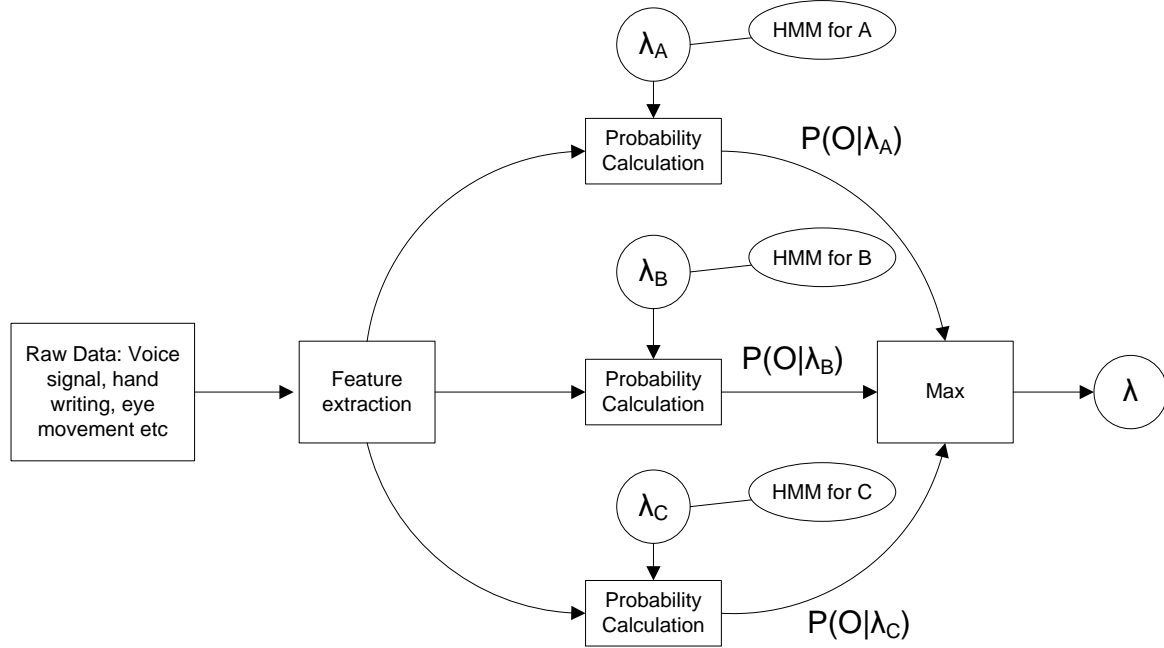 λA
HMM for A
Probability
Calculation
P(O|λA)
λB
HMM for B
Raw Data: Voice
signal, hand
writing, eye
movement etc
Feature
extraction
Probability
Calculation
P(O|λB)
Max
λ
λC
HMM for C
Probability
Calculation
P(O|λC)